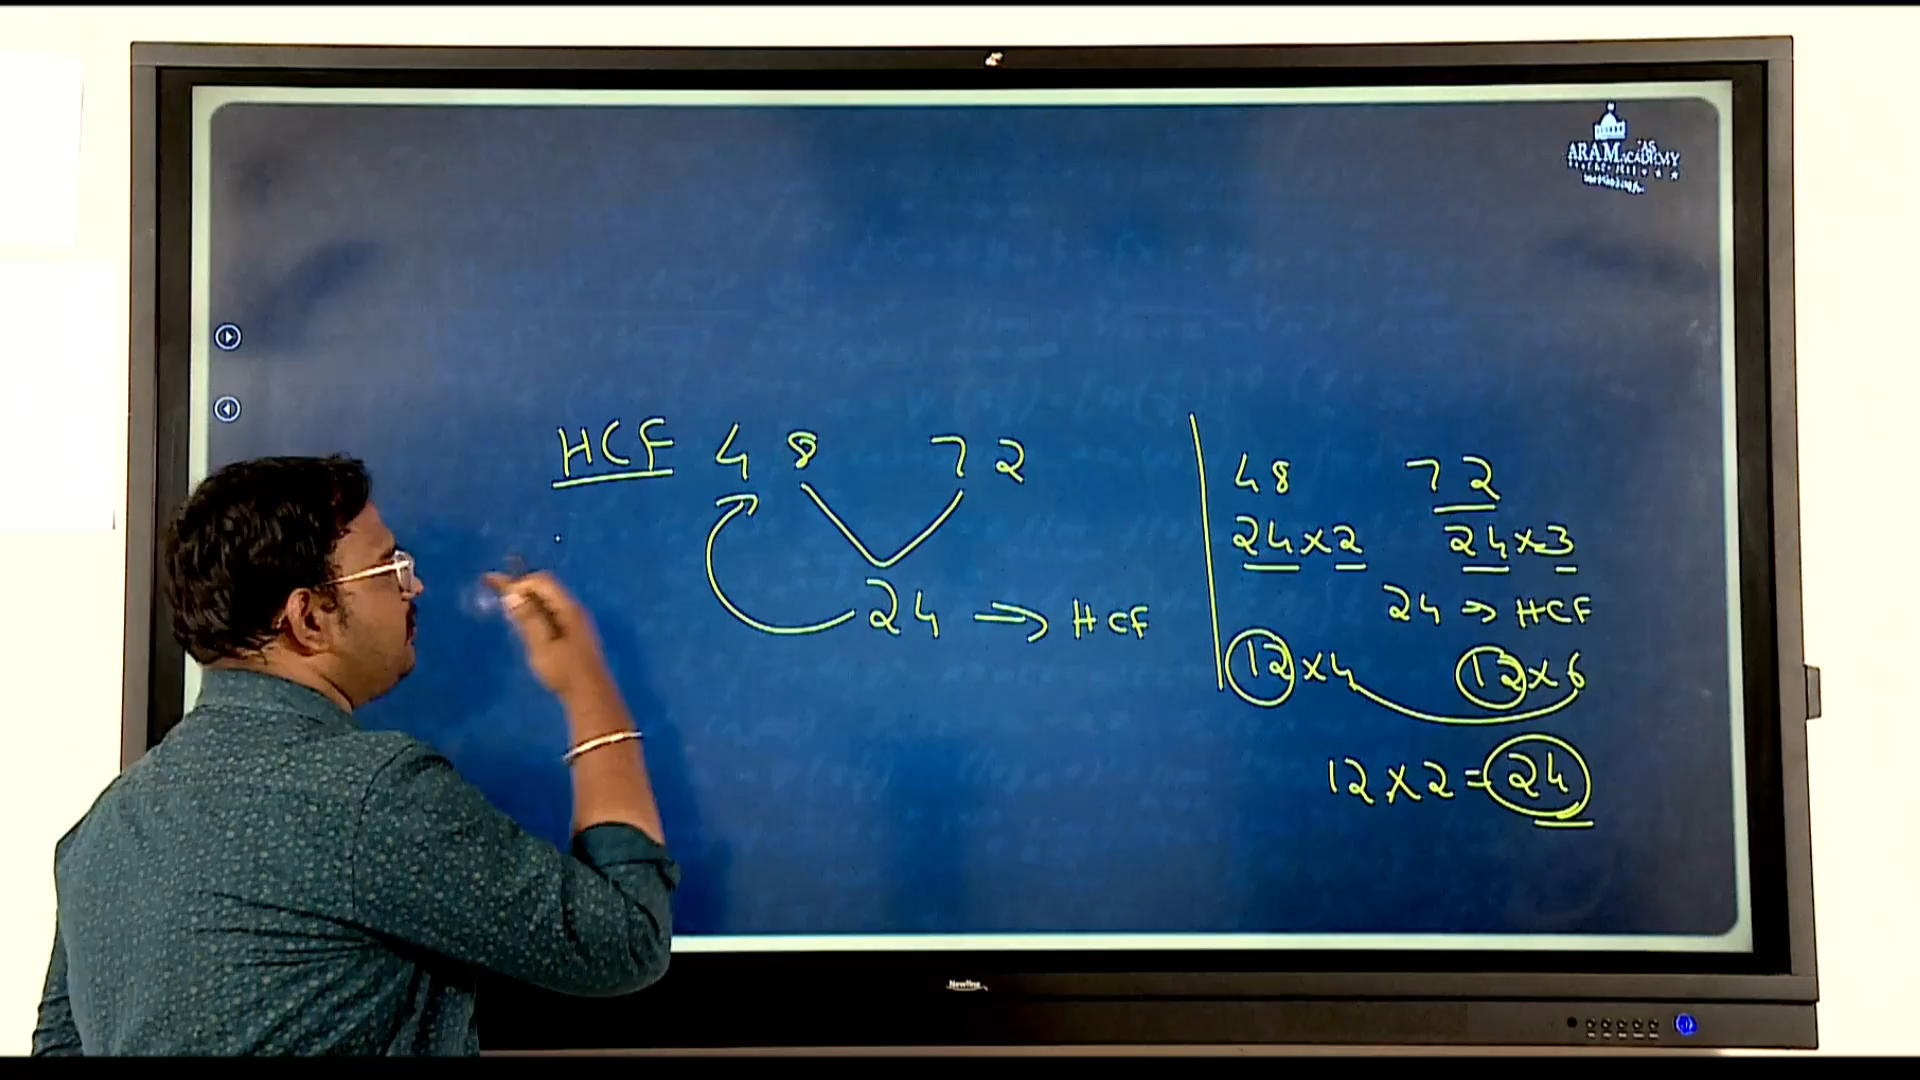 ARAM IAS ACADEMY
HCF 48 72
24 → HCF
48 72
24×2 24×3
24 → HCF
12×4 12×6
12×2=24
Newline